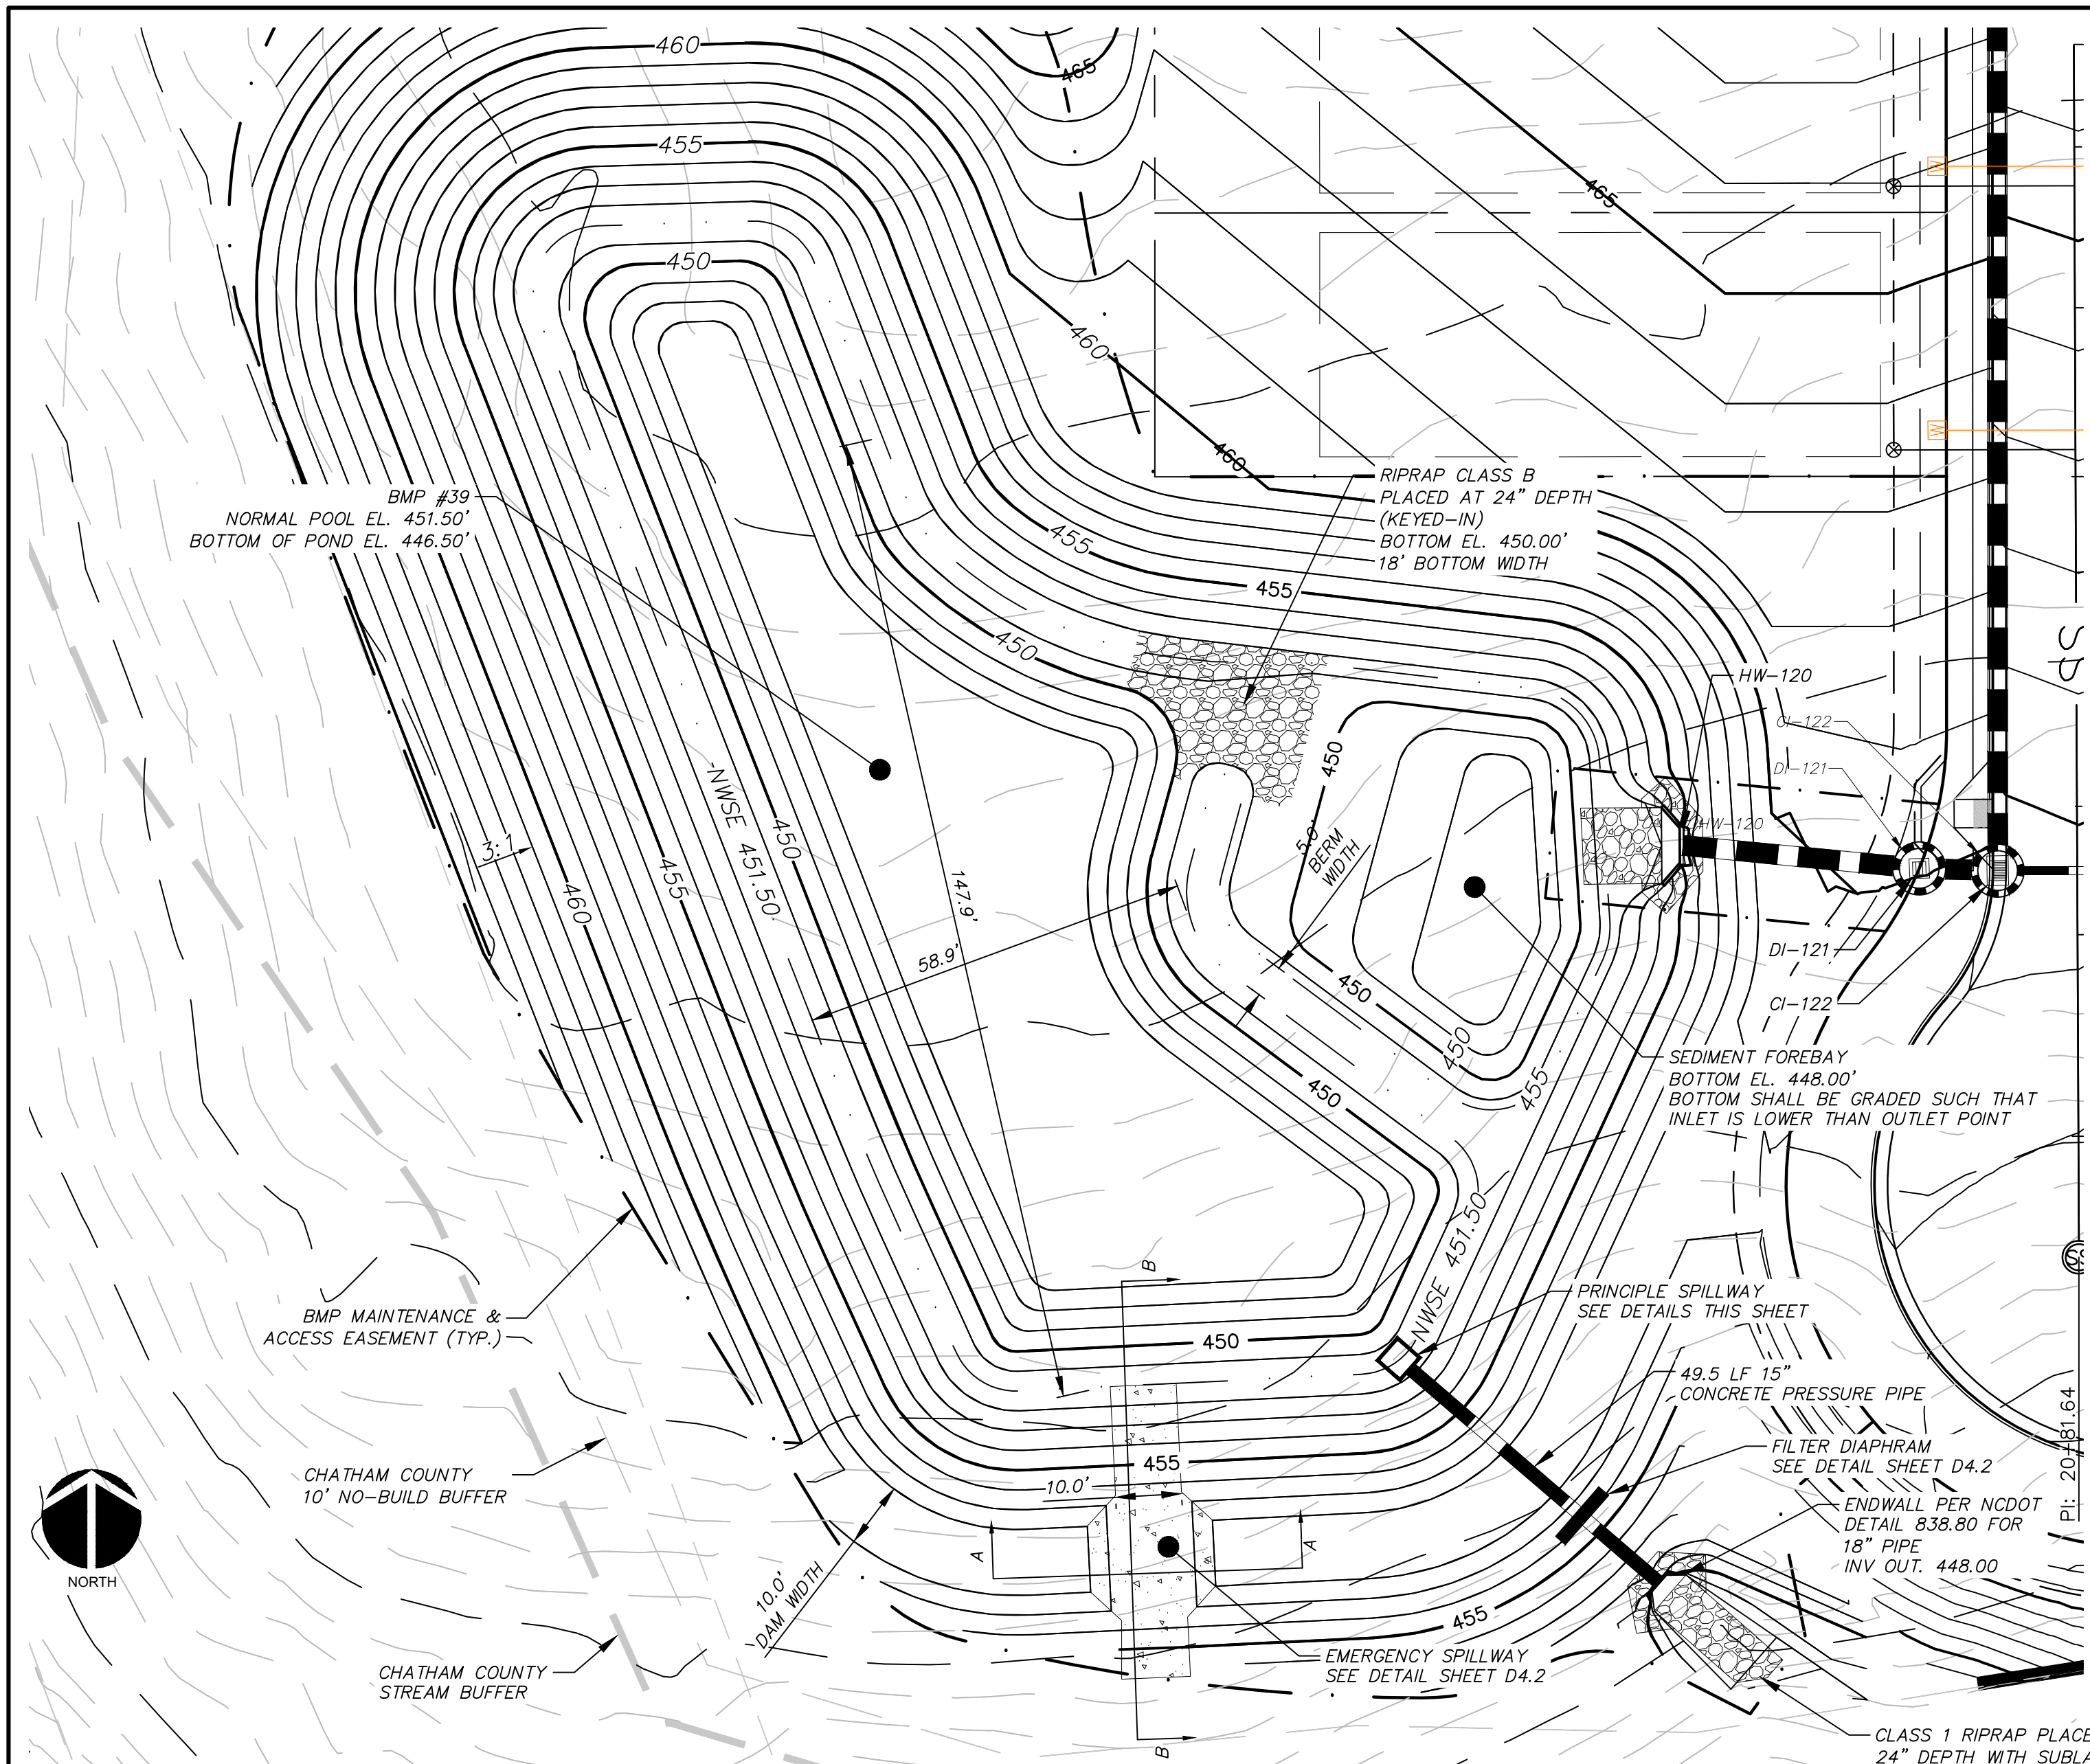 460
465
455
465
450
460
460
BMP #39
NORMAL POOL EL. 451.50'
BOTTOM OF POND EL. 446.50'
RIPRAP CLASS B
PLACED AT 24" DEPTH
(KEYED-IN)
BOTTOM EL. 450.00'
18' BOTTOM WIDTH
455
455
450
HW-120
CI-122
DI-121
HW-120
450
5.0'
BERM
WIDTH
-NWSE 451.50
450
3:1
455
460
147.9'
58.9'
DI-121
CI-122
450
450
455
450
SEDIMENT FOREBAY
BOTTOM EL. 448.00'
BOTTOM SHALL BE GRADED SUCH THAT
INLET IS LOWER THAN OUTLET POINT
NWSE 451.50
B
PRINCIPLE SPILLWAY
SEE DETAILS THIS SHEET
BMP MAINTENANCE &
ACCESS EASEMENT (TYP.)
450
49.5 LF 15"
CONCRETE PRESSURE PIPE
PI: 20+81.64
FILTER DIAPHRAM
SEE DETAIL SHEET D4.2
455
10.0'
CHATHAM COUNTY
10' NO-BUILD BUFFER
ENDWALL PER NCDOT
DETAIL 838.80 FOR
18" PIPE
INV OUT. 448.00
A
A
NORTH
10.0'
DAM WIDTH
455
EMERGENCY SPILLWAY
SEE DETAIL SHEET D4.2
CHATHAM COUNTY
STREAM BUFFER
B
CLASS 1 RIPRAP PLACE
24" DEPTH WITH SUBLA